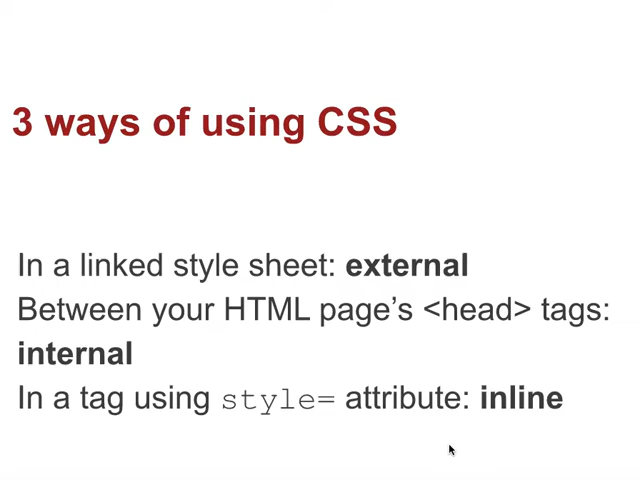 3 ways of using CSS
In a linked style sheet: external
Between your HTML page’s <head> tags:
internal
In a tag using style= attribute: inline